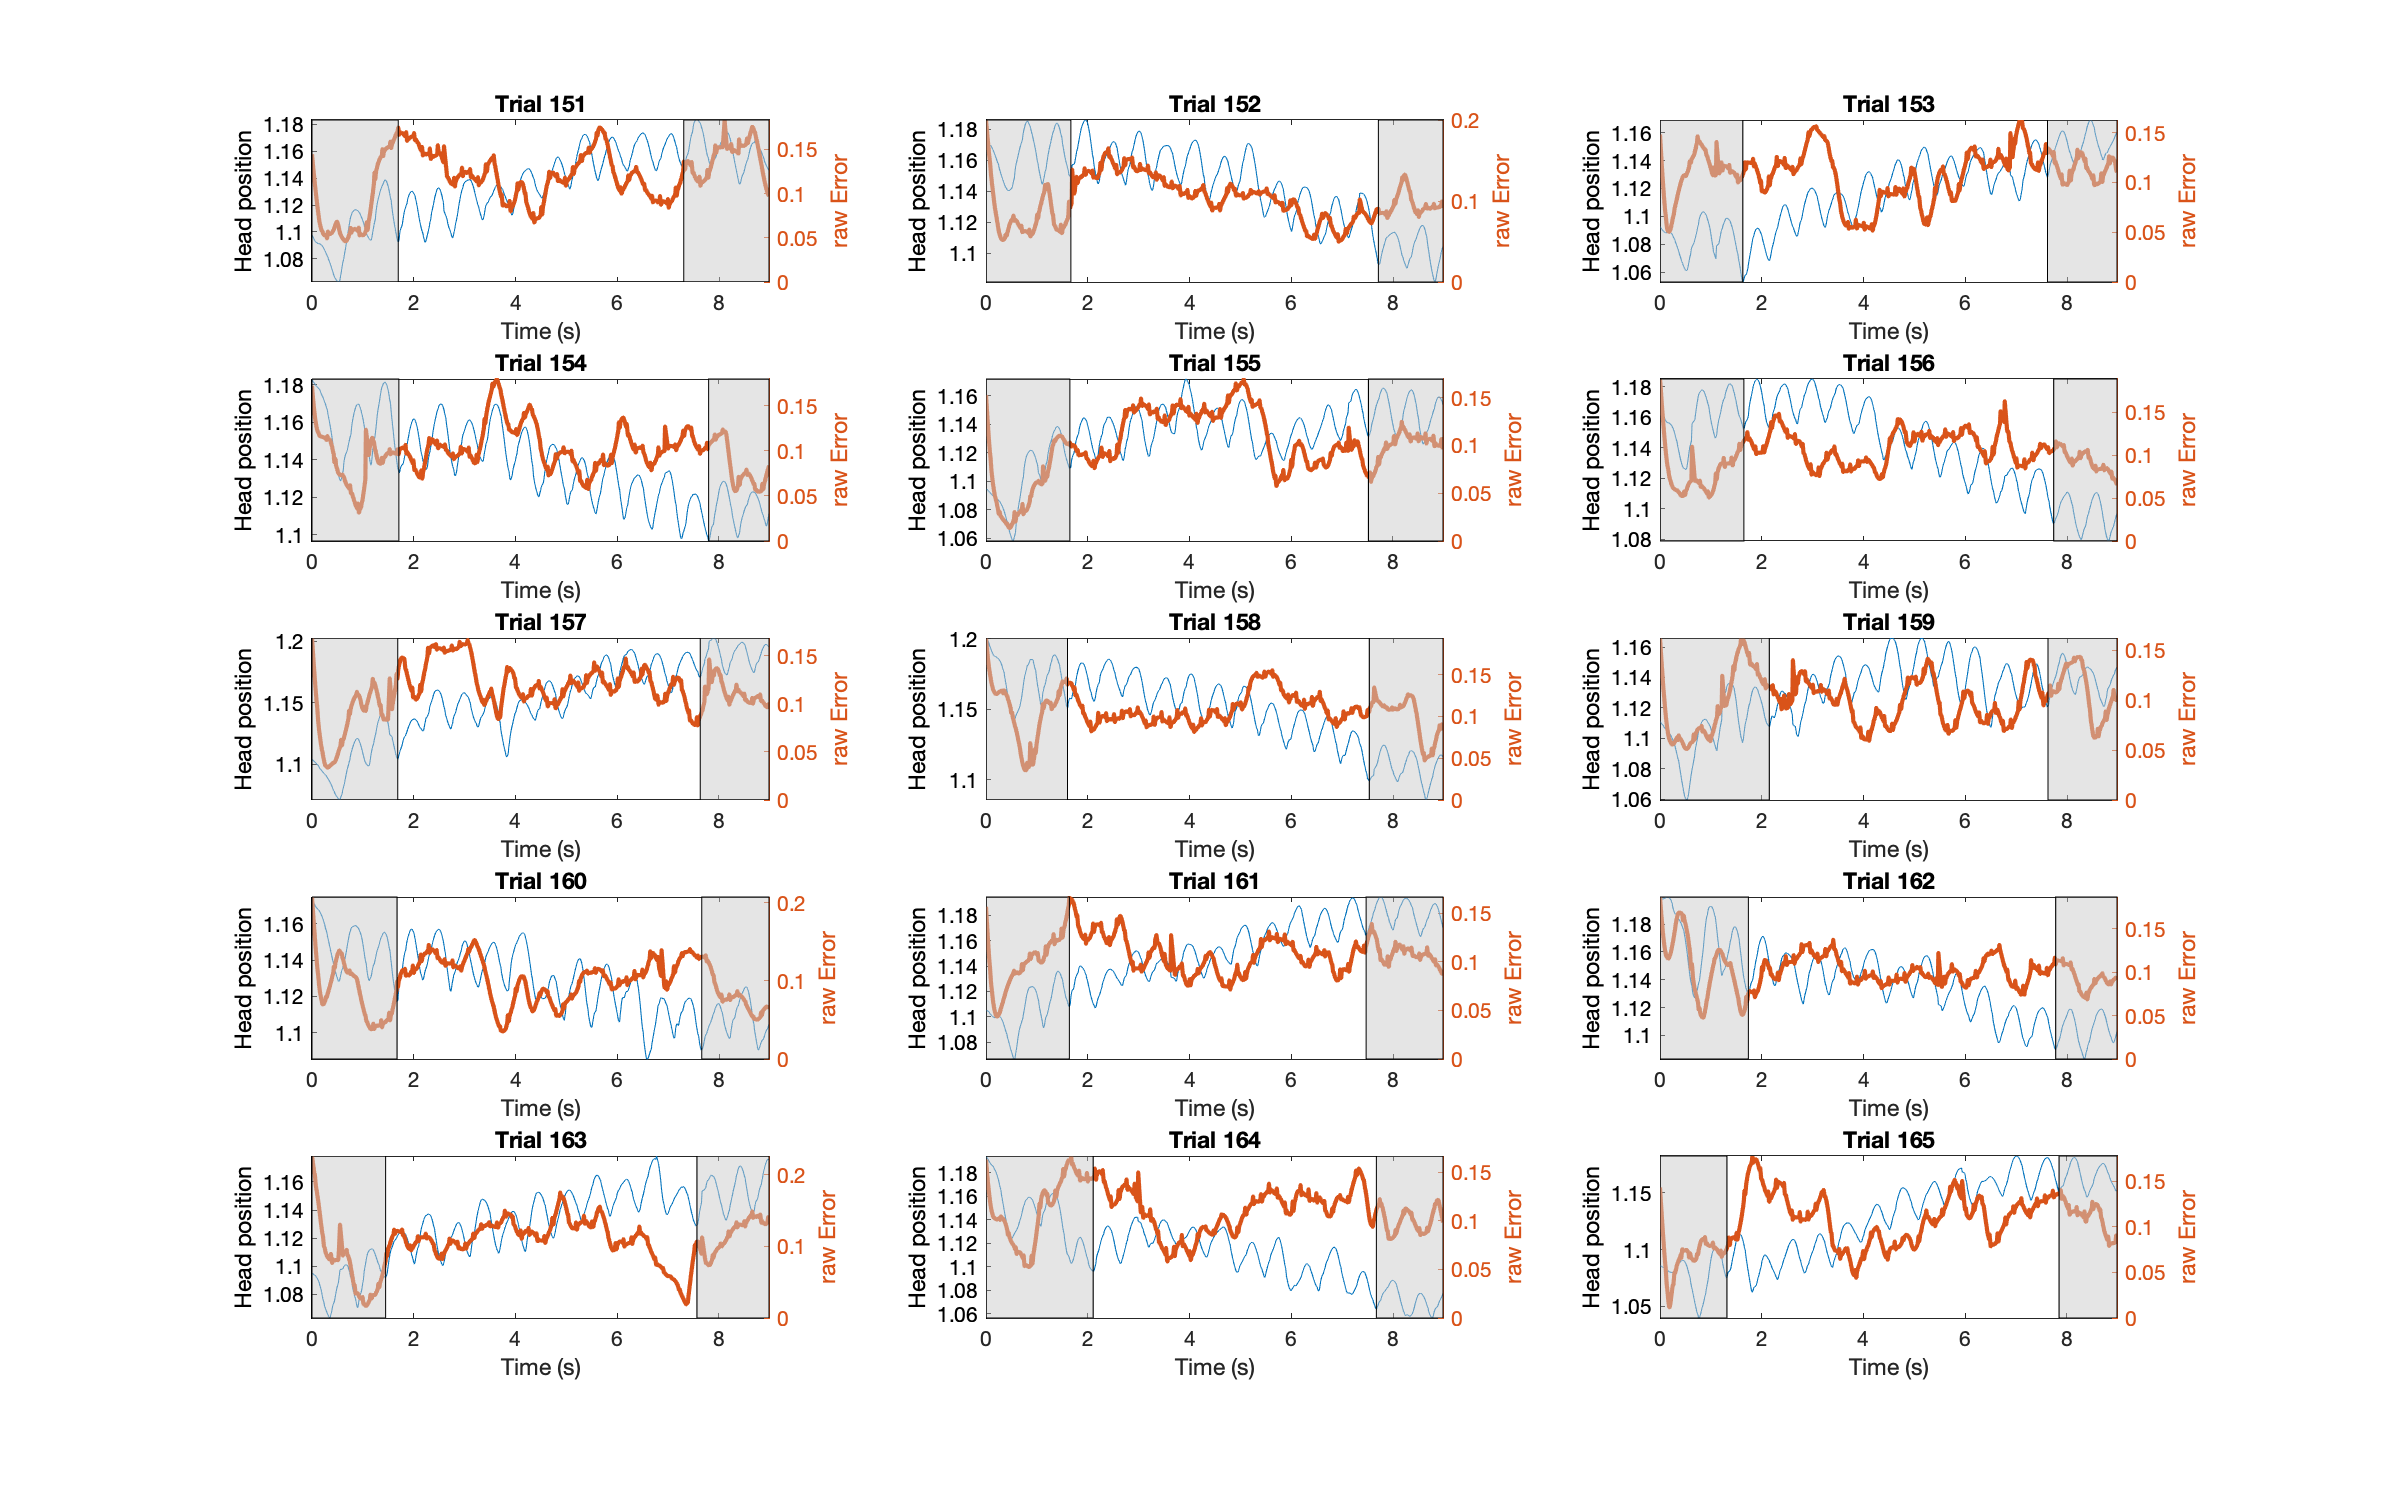 Trial 151
Head position
1.18
1.16
1.14
1.12
1.1
1.08
0.15
0.1
0.05
0
raw Error
0 2 4 6 8
Time (s)
Trial 152
Head position
1.18
1.16
1.14
1.12
1.1
0.2
0.1
0
raw Error
0 2 4 6 8
Time (s)
Trial 153
Head position
1.16
1.14
1.12
1.1
1.08
1.06
0.15
0.1
0.05
0
raw Error
0 2 4 6 8
Time (s)
Trial 154
Head position
1.18
1.16
1.14
1.12
1.1
0.15
0.1
0.05
0
raw Error
0 2 4 6 8
Time (s)
Trial 155
Head position
1.16
1.14
1.12
1.1
1.08
1.06
0.15
0.1
0.05
0
raw Error
0 2 4 6 8
Time (s)
Trial 156
Head position
1.18
1.16
1.14
1.12
1.1
1.08
0.15
0.1
0.05
0
raw Error
0 2 4 6 8
Time (s)
Trial 157
Head position
1.2
1.15
1.1
0.15
0.1
0.05
0
raw Error
0 2 4 6 8
Time (s)
Trial 158
Head position
1.2
1.15
1.1
0.15
0.1
0.05
0
raw Error
0 2 4 6 8
Time (s)
Trial 159
Head position
1.16
1.14
1.12
1.1
1.08
1.06
0.15
0.1
0.05
0
raw Error
0 2 4 6 8
Time (s)
Trial 160
Head position
1.16
1.14
1.12
1.1
0.2
0.1
0
raw Error
0 2 4 6 8
Time (s)
Trial 161
Head position
1.18
1.16
1.14
1.12
1.1
1.08
0.15
0.1
0.05
0
raw Error
0 2 4 6 8
Time (s)
Trial 162
Head position
1.18
1.16
1.14
1.12
1.1
0.15
0.1
0.05
0
raw Error
0 2 4 6 8
Time (s)
Trial 163
Head position
1.16
1.14
1.12
1.1
1.08
0.2
0.1
0
raw Error
0 2 4 6 8
Time (s)
Trial 164
Head position
1.18
1.16
1.14
1.12
1.1
1.08
1.06
0.15
0.1
0.05
0
raw Error
0 2 4 6 8
Time (s)
Trial 165
Head position
1.15
1.1
1.05
0.15
0.1
0.05
0
raw Error
0 2 4 6 8
Time (s)